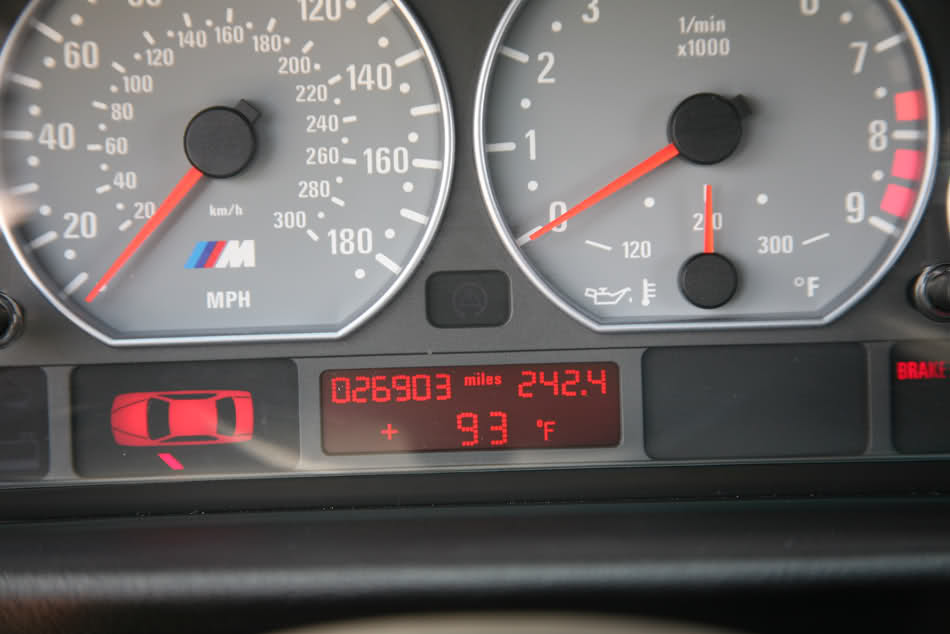 20 40 60 120 140 160 180
20 40 60 80 100 120 140 160 180 200 220 240 260 280 300
km/h
M
MPH
0 1 2 3 7 8 9
1/min
x1000
120 210 300
°F
026903 miles 242.4
+ 93 °F
BRAKE